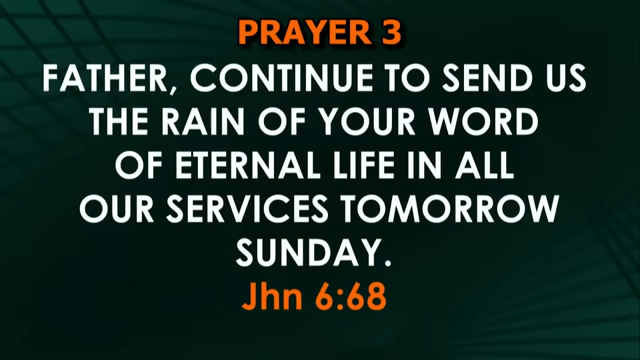 PRAYER 3
FATHER, CONTINUE TO SEND US
THE RAIN OF YOUR WORD
OF ETERNAL LIFE IN ALL
OUR SERVICES TOMORROW
SUNDAY.
Jhn 6:68